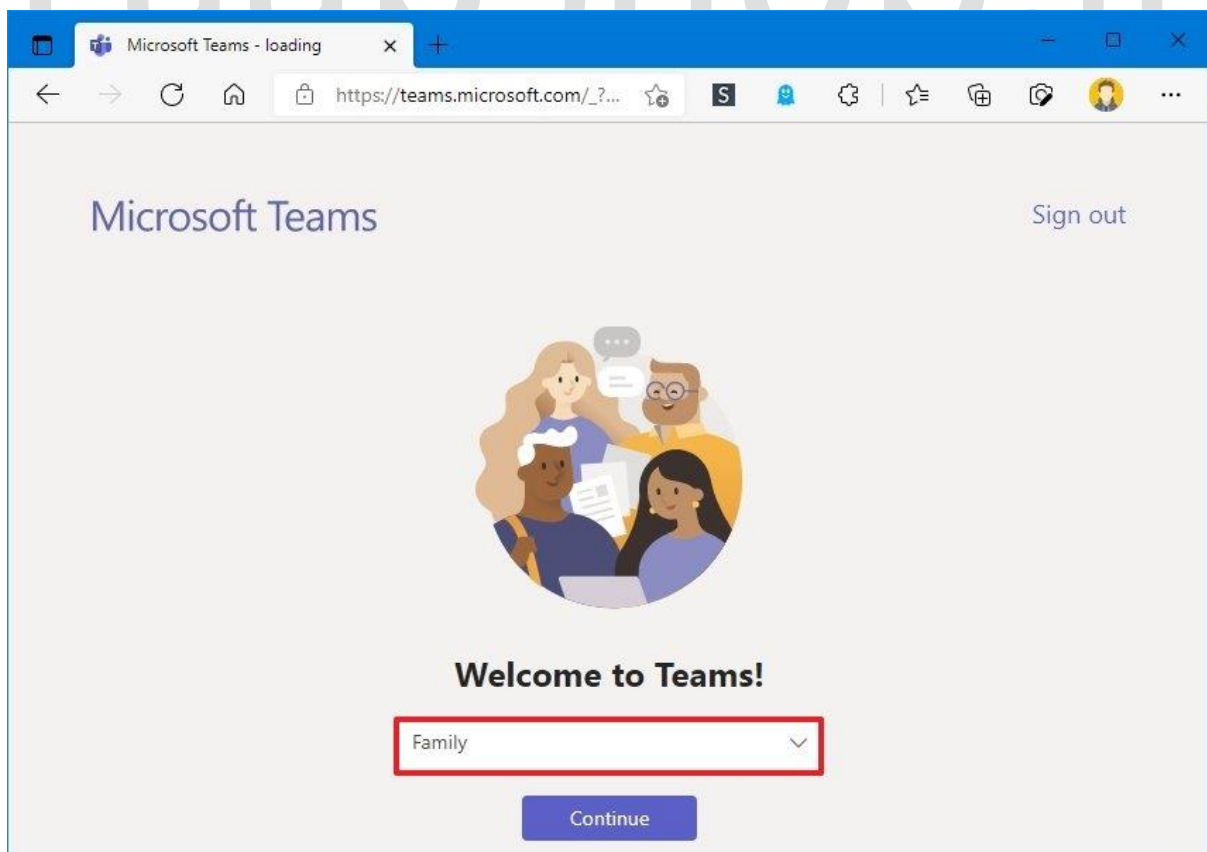 Microsoft Teams - loading
https://teams.microsoft.com/_?...
S
Microsoft Teams
Sign out
Welcome to Teams!
Family
Continue